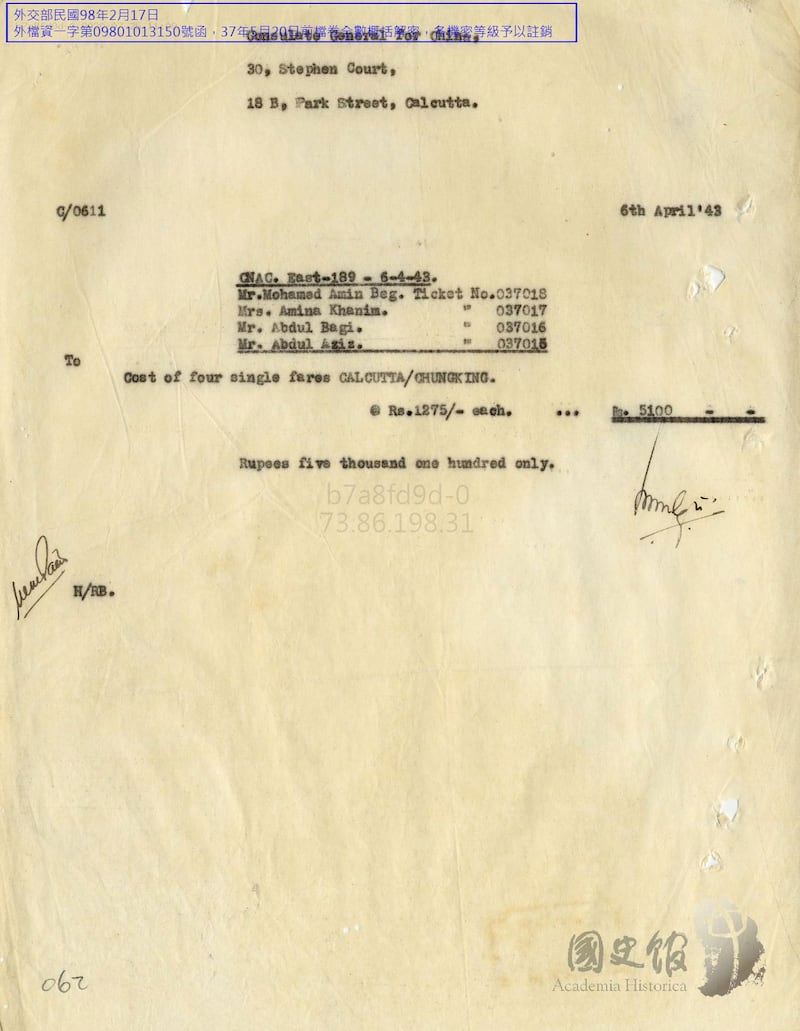 外交部民國98年2月17日
外檔資一字第09801013150號函，37年5月20日前檔卷全數概括解密，各機密等級予以註銷
Consulate General for China,
30, Stephen Court,
18 B, Park Street, Calcutta.
C/0611 6th April'43
CNAC. East-189 - 6-4-43.
Mr.Mohamed Amin Beg. Ticket No.037018
Mrs. Amina Khanim. " 037017
Mr. Abdul Bagi. " 037016
Mr. Abdul Aziz. " 037015
To
Cost of four single fares CALCUTTA/CHUNGKING.
@ Rs.1275/- each. ... Rs. 5100 - -
Rupees five thousand one hundred only.
b7a8fd9d-0
73.86.198.31
H/RB.
062
國史館
Academia Historica